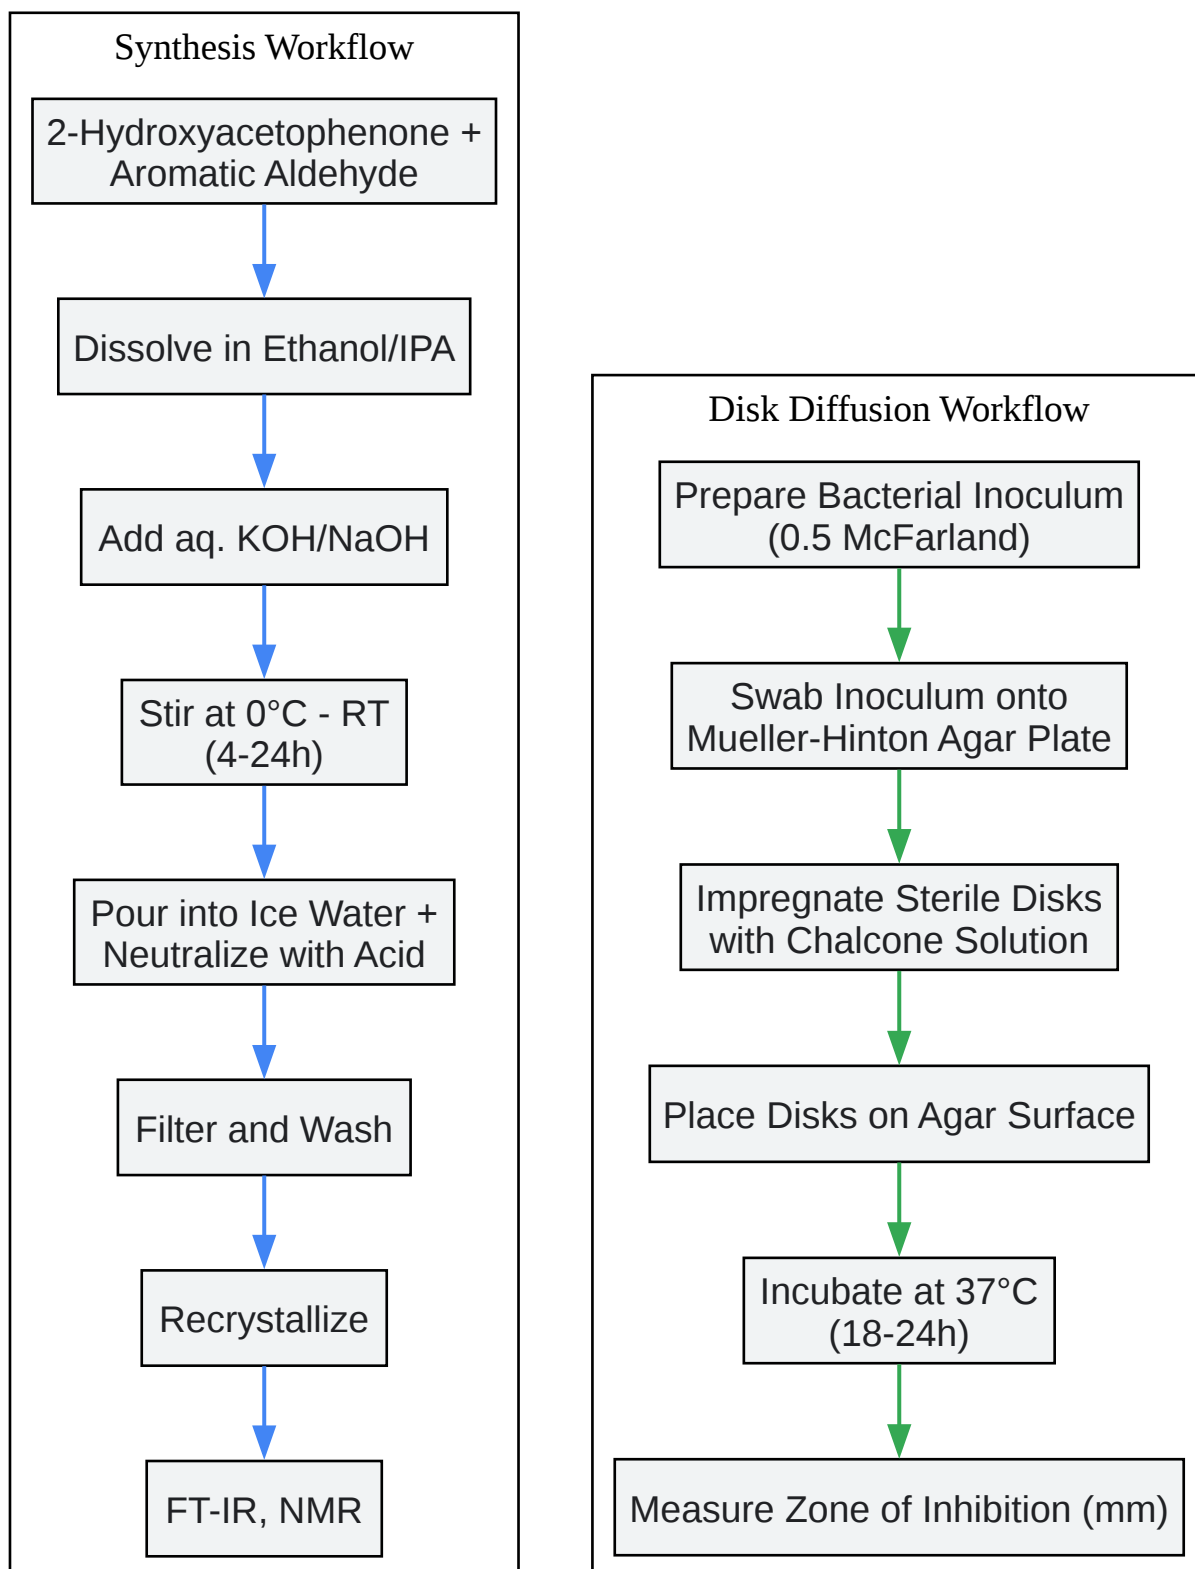 Synthesis Workflow
2-Hydroxyacetophenone +
Aromatic Aldehyde
Dissolve in Ethanol/IPA
Add aq. KOH/NaOH
Stir at 0°C - RT
(4-24h)
Pour into Ice Water +
Neutralize with Acid
Filter and Wash
Recrystallize
FT-IR, NMR
Disk Diffusion Workflow
Prepare Bacterial Inoculum
(0.5 McFarland)
Swab Inoculum onto
Mueller-Hinton Agar Plate
Impregnate Sterile Disks
with Chalcone Solution
Place Disks on Agar Surface
Incubate at 37°C
(18-24h)
Measure Zone of Inhibition (mm)